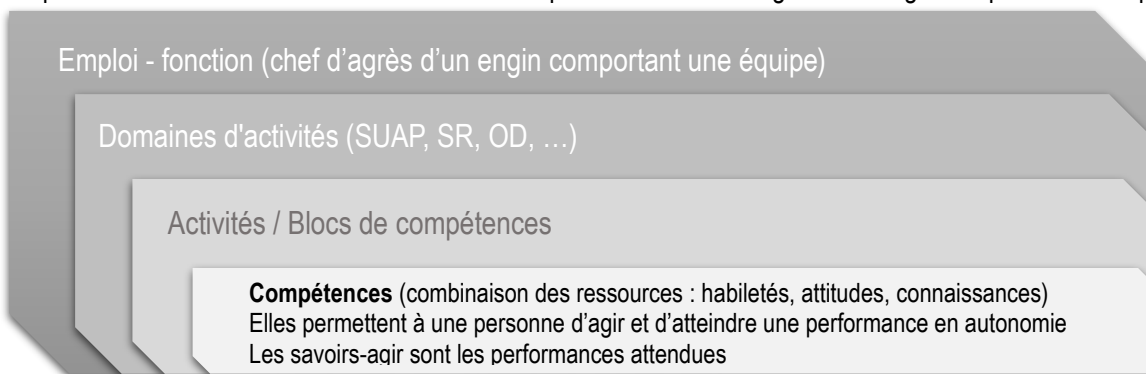 Emploi - fonction (chef d’agrès d’un engin comportant une équipe)
Domaines d'activités (SUAP, SR, OD, …)
Activités / Blocs de compétences
Compétences (combinaison des ressources : habiletés, attitudes, connaissances)
Elles permettent à une personne d’agir et d’atteindre une performance en autonomie
Les savoirs-agir sont les performances attendues